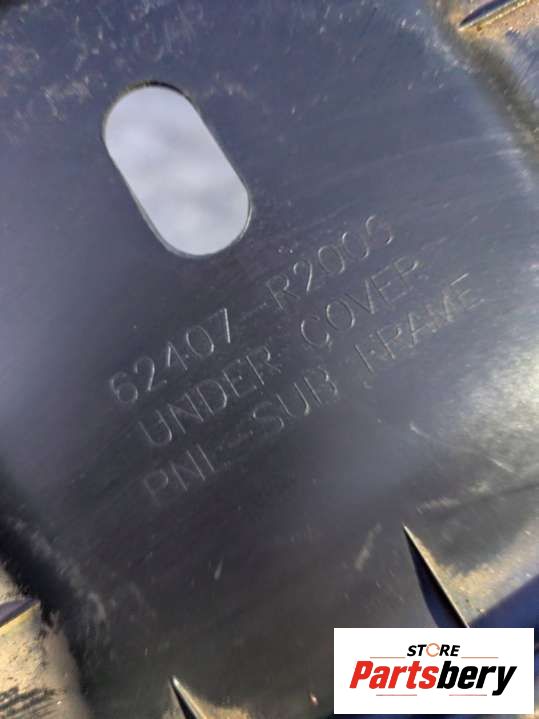 62407-R2005
UNDER COVER
PNL-SUB FRAME
STORE
Partsbery